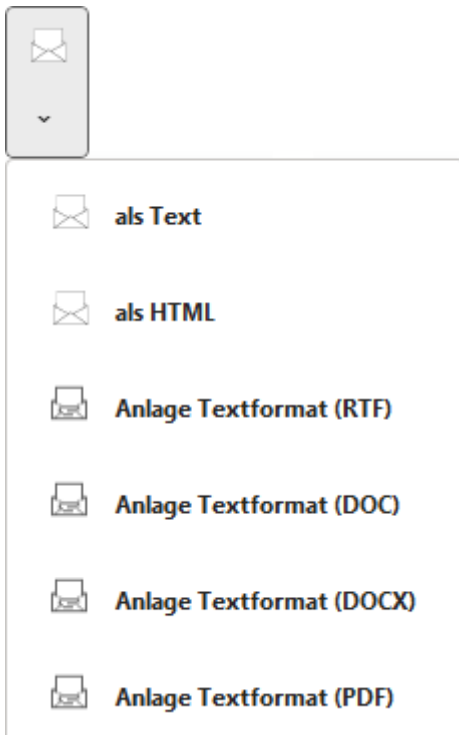 als Text
als HTML
Anlage Textformat (RTF)
Anlage Textformat (DOC)
Anlage Textformat (DOCX)
Anlage Textformat (PDF)